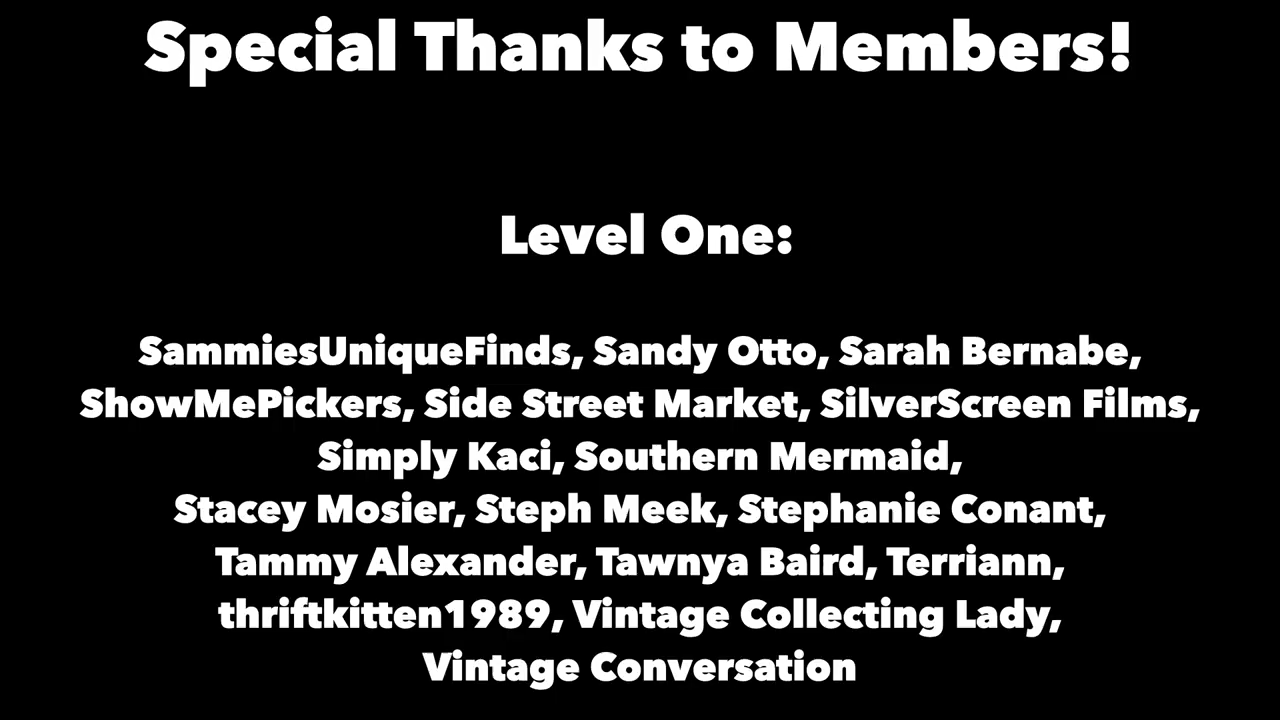 Special Thanks to Members!
Level One:
SammiesUniqueFinds, Sandy Otto, Sarah Bernabe,
ShowMePickers, Side Street Market, SilverScreen Films,
Simply Kaci, Southern Mermaid,
Stacey Mosier, Steph Meek, Stephanie Conant,
Tammy Alexander, Tawnya Baird, Terriann,
thriftkitten1989, Vintage Collecting Lady,
Vintage Conversation